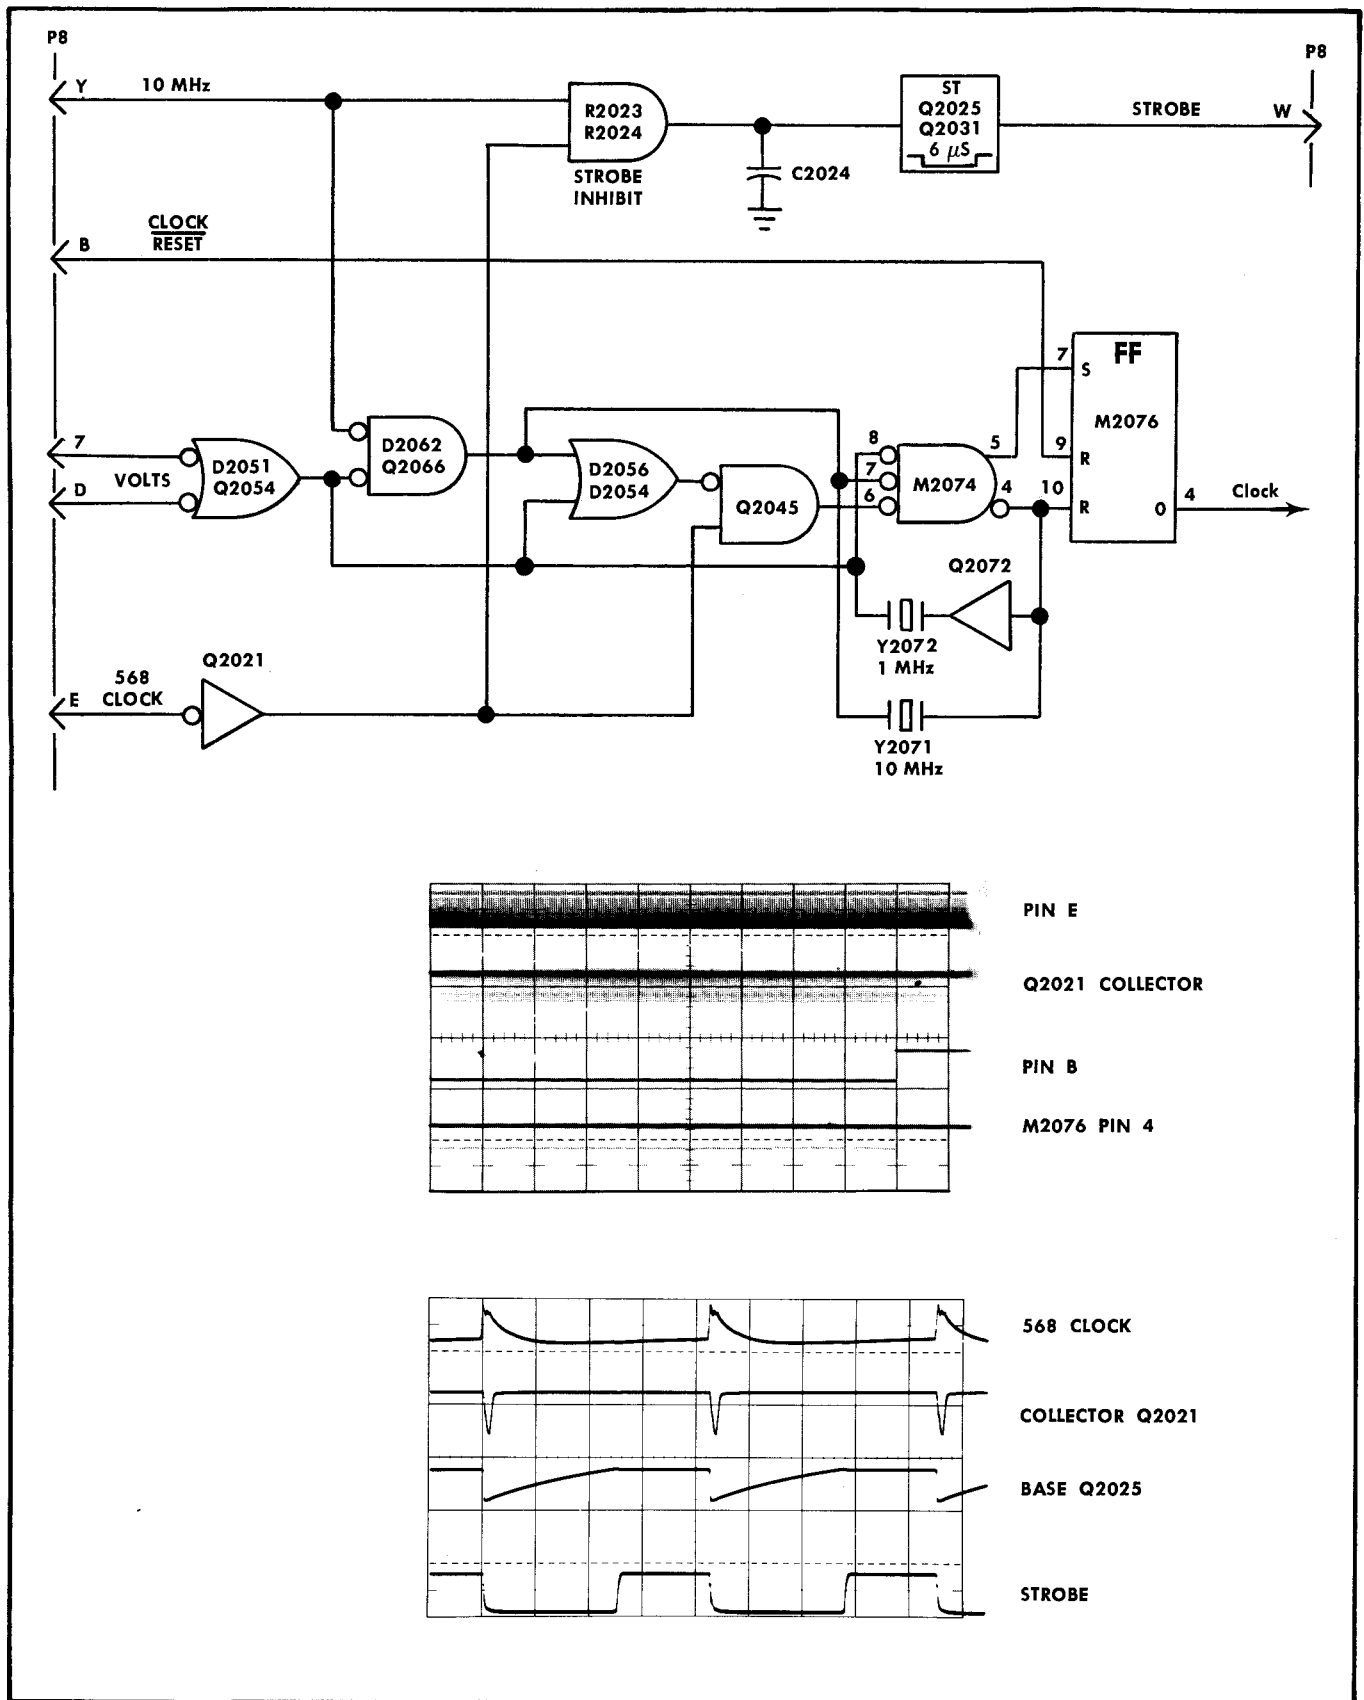 P8
P8
Y
10 MHz
R2023
R2024
STROBE
INHIBIT
ST
Q2025
Q2031
6 μS
STROBE
W
C2024
B
CLOCK
RESET
7
D
VOLTS
D2051
Q2054
D2062
Q2066
D2056
D2054
Q2045
8
7
6
M2074
5
4
7
S
FF
M2076
9
R
10
R
O
4
Clock
Q2072
Y2072
1 MHz
Y2071
10 MHz
E
568
CLOCK
Q2021
PIN E
Q2021 COLLECTOR
PIN B
M2076 PIN 4
568 CLOCK
COLLECTOR Q2021
BASE Q2025
STROBE